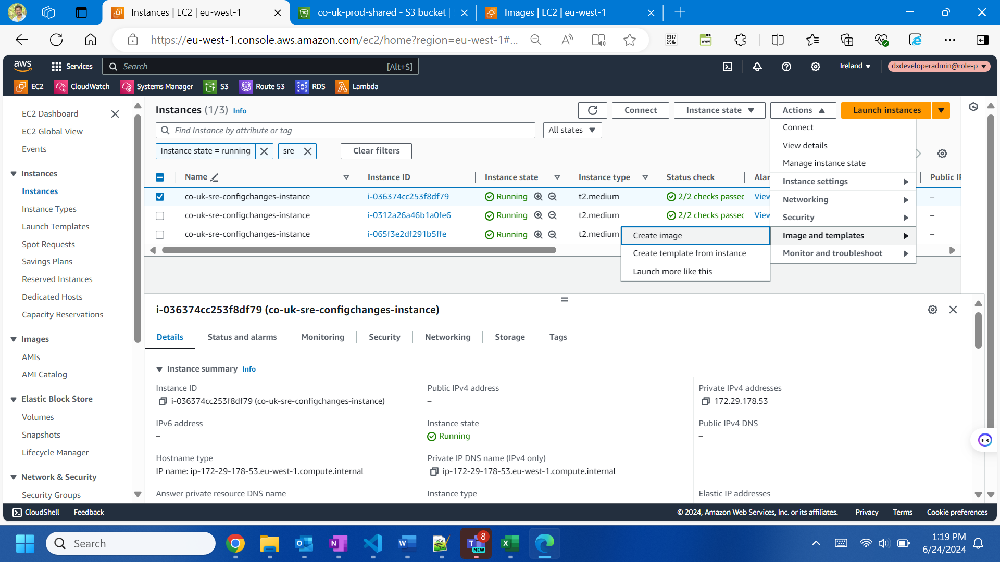 Instances | EC2 | eu-west-1
co-uk-prod-shared - S3 bucket |
Images | EC2 | eu-west-1
https://eu-west-1.console.aws.amazon.com/ec2/home?region=eu-west-1#...
aws
Services
Search
[Alt+S]
Ireland
dxdeveloperadmin@role-p
EC2
CloudWatch
Systems Manager
S3
Route 53
RDS
Lambda
EC2 Dashboard
EC2 Global View
Events
Instances
Instances
Instance Types
Launch Templates
Spot Requests
Savings Plans
Reserved Instances
Dedicated Hosts
Capacity Reservations
Images
AMIs
AMI Catalog
Elastic Block Store
Volumes
Snapshots
Lifecycle Manager
Network & Security
Security Groups
Instances (1/3) Info
Connect
Instance state
Actions
Launch instances
Find Instance by attribute or tag
All states
Instance state = running
sre
Clear filters
Connect
View details
Manage instance state
Instance settings
Networking
Security
Image and templates
Monitor and troubleshoot
Create image
Create template from instance
Launch more like this
Name Instance ID Instance state Instance type Status check Alar Public IP
co-uk-sre-configchanges-instance i-036374cc253f8df79 Running t2.medium 2/2 checks passec View –
co-uk-sre-configchanges-instance i-0312a26a46b1a0fe6 Running t2.medium 2/2 checks passec View –
co-uk-sre-configchanges-instance i-065f3e2df291b5ffe Running t2.medium –
i-036374cc253f8df79 (co-uk-sre-configchanges-instance)
Details
Status and alarms
Monitoring
Security
Networking
Storage
Tags
Instance summary Info
Instance ID
i-036374cc253f8df79 (co-uk-sre-configchanges-instance)
Public IPv4 address
–
Private IPv4 addresses
172.29.178.53
IPv6 address
–
Instance state
Running
Public IPv4 DNS
–
Hostname type
IP name: ip-172-29-178-53.eu-west-1.compute.internal
Private IP DNS name (IPv4 only)
ip-172-29-178-53.eu-west-1.compute.internal
Answer private resource DNS name
Instance type
Elastic IP addresses
CloudShell
Feedback
© 2024, Amazon Web Services, Inc. or its affiliates.
Privacy
Terms
Cookie preferences
Search
8
NEW
1:19 PM
6/24/2024